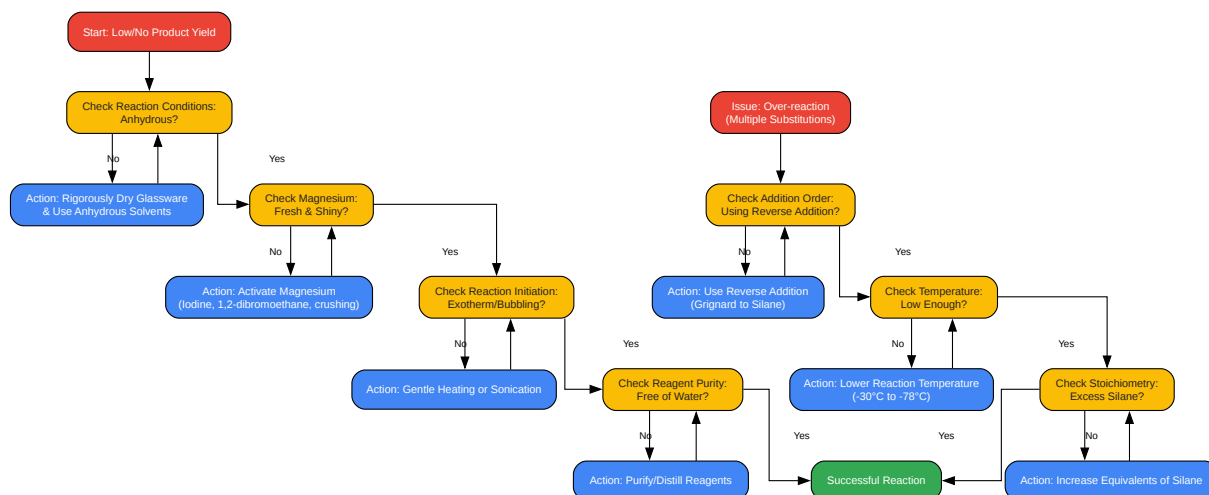 Start: Low/No Product Yield
Check Reaction Conditions:
Anhydrous?
No
Yes
Action: Rigorously Dry Glassware
& Use Anhydrous Solvents
Check Magnesium:
Fresh & Shiny?
No
Yes
Action: Activate Magnesium
(Iodine, 1,2-dibromoethane, crushing)
Check Reaction Initiation:
Exotherm/Bubbling?
No
Yes
Action: Gentle Heating or Sonication
Check Reagent Purity:
Free of Water?
No
Yes
Action: Purify/Distill Reagents
Issue: Over-reaction
(Multiple Substitutions)
Check Addition Order:
Using Reverse Addition?
No
Yes
Action: Use Reverse Addition
(Grignard to Silane)
Check Temperature:
Low Enough?
No
Yes
Action: Lower Reaction Temperature
(-30°C to -78°C)
Check Stoichiometry:
Excess Silane?
Yes
No
Successful Reaction
Action: Increase Equivalents of Silane